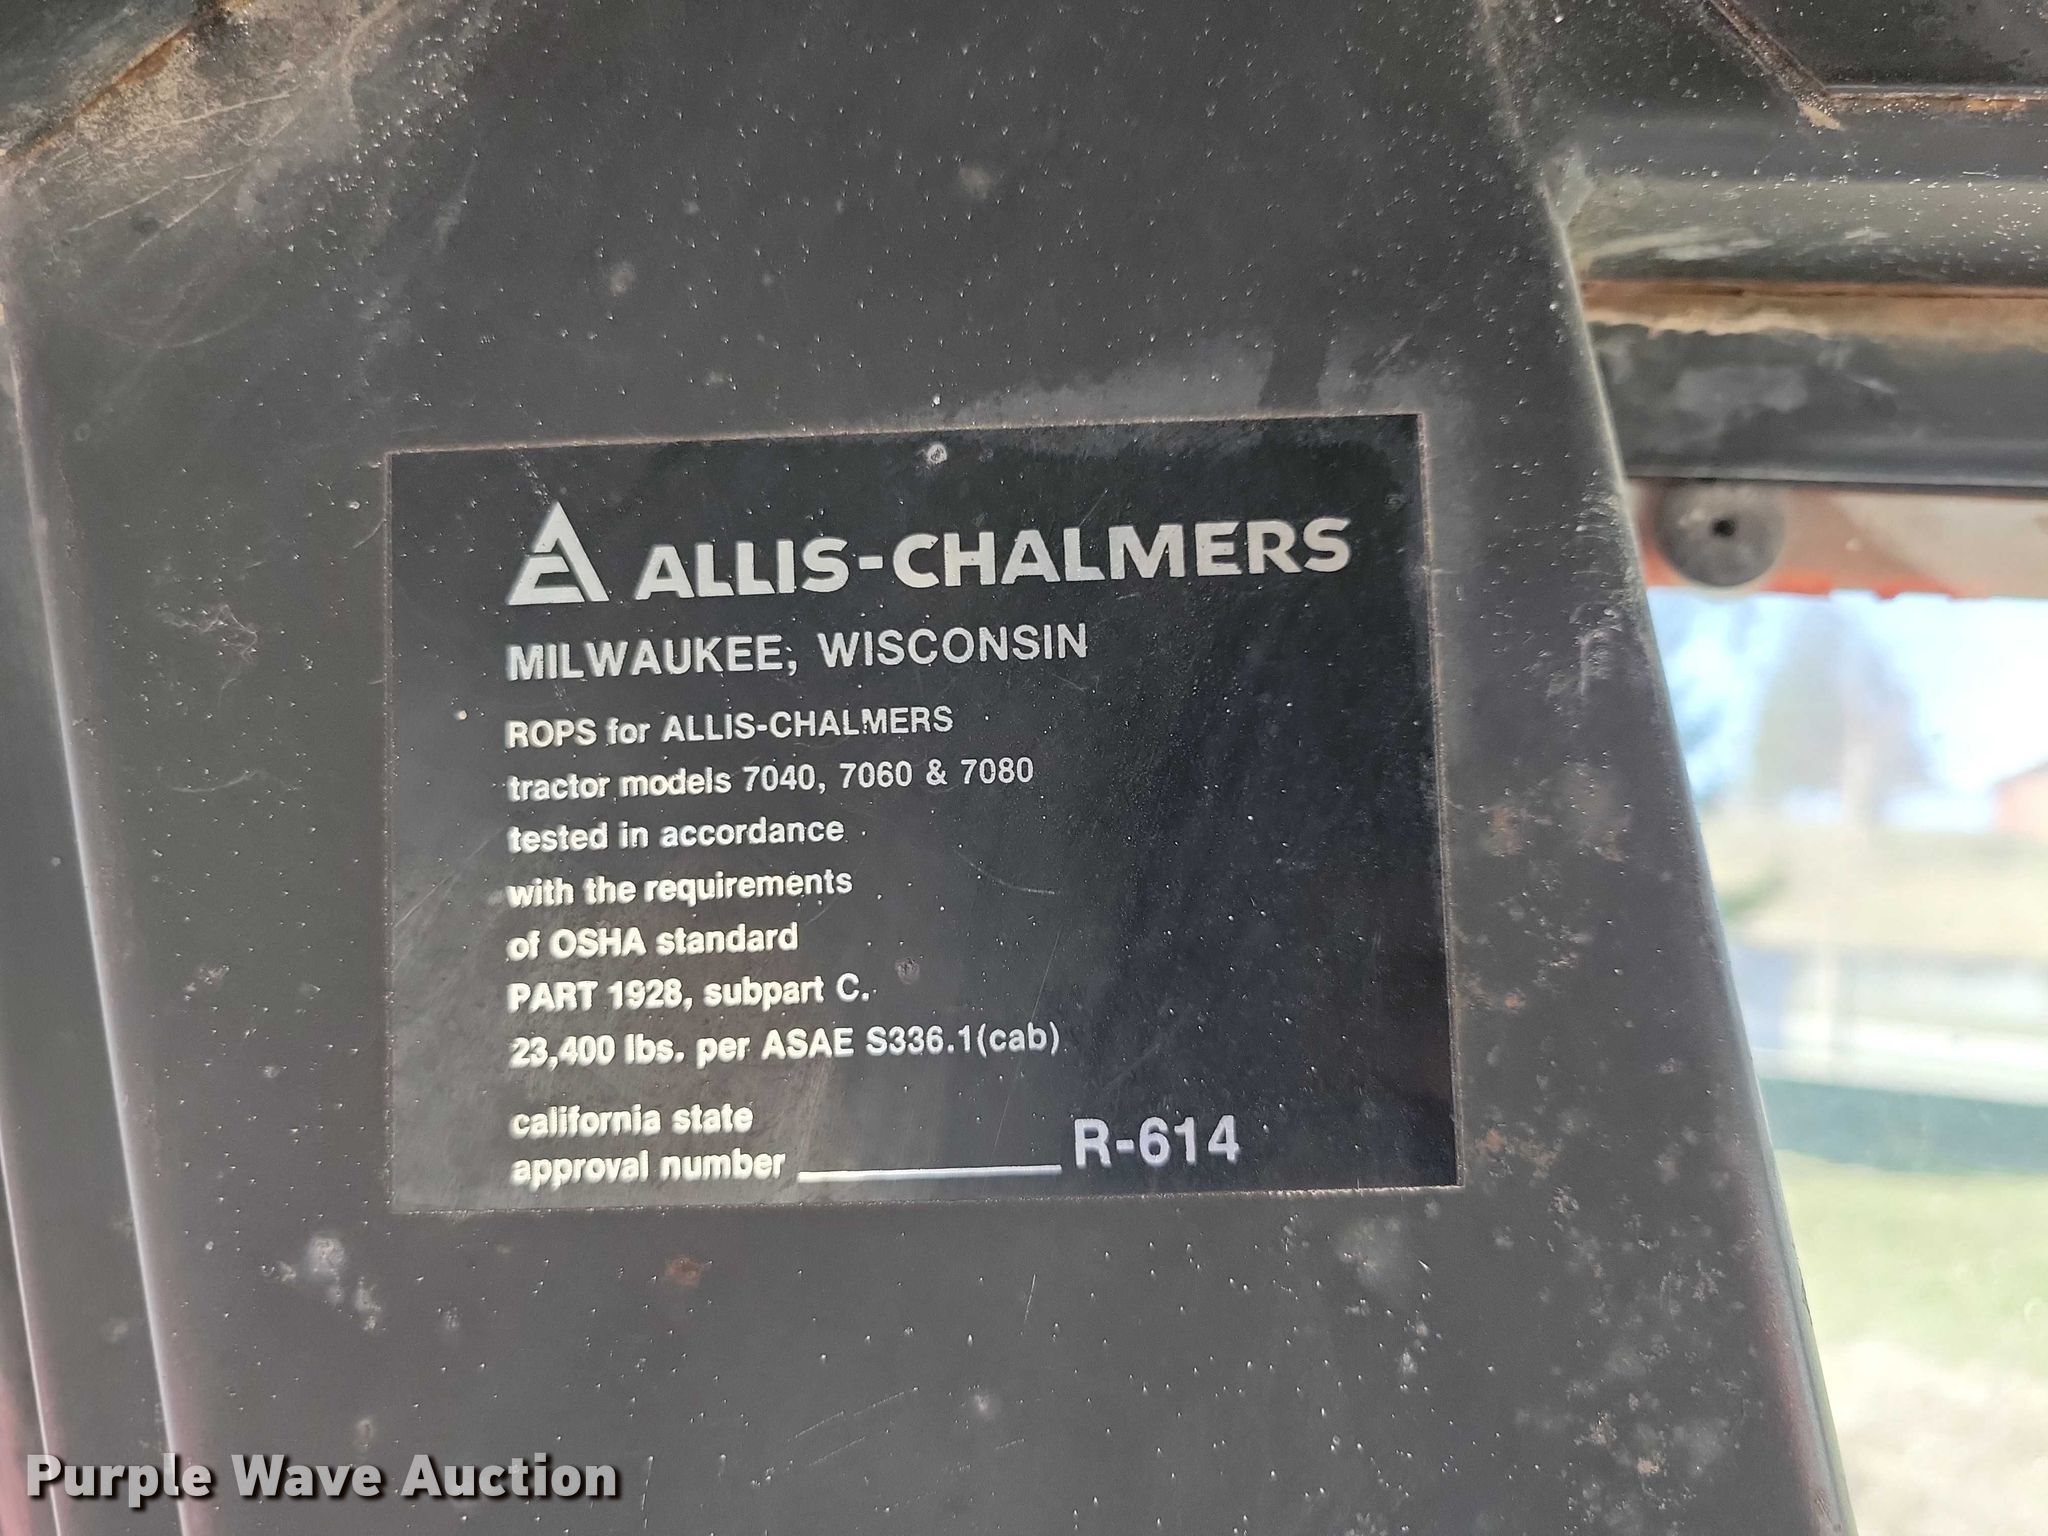 ALLIS-CHALMERS
MILWAUKEE, WISCONSIN
ROPS for ALLIS-CHALMERS
tractor models 7040, 7060 & 7080
tested in accordance
with the requirements
of OSHA standard
PART 1928, subpart C.
23,400 lbs. per ASAE S336.1(cab)
california state
approval number R-614
Purple Wave Auction